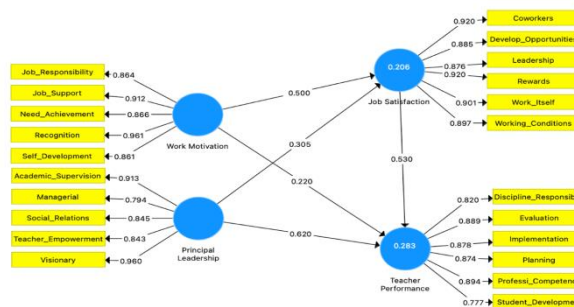 Job_Responsibility
0.864
Job_Support
0.912
Need_Achievement
0.866
Recognition
0.961
Self_Development
0.861
Work Motivation
Academic_Supervision
0.913
Managerial
0.794
Social_Relations
0.845
Teacher_Empowerment
0.843
Visionary
0.960
Principal
Leadership
0.500
0.305
0.220
0.620
0.530
0.206
Job Satisfaction
0.920
Coworkers
0.885
Develop_Opportunities
0.876
Leadership
0.920
Rewards
0.901
Work_Itself
0.897
Working_Conditions
0.283
Teacher
Performance
0.820
Discipline_Responsib
0.889
Evaluation
0.878
Implementation
0.874
Planning
0.894
Professi_Competenc
0.777
Student_Developmen